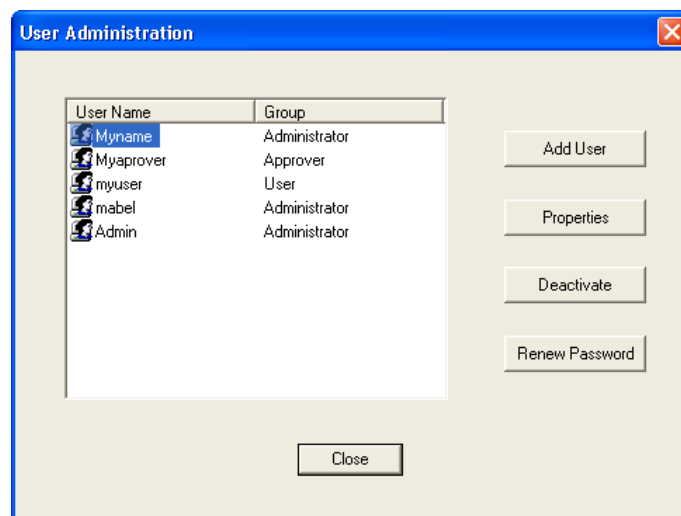 User Administration
User Name Group
Myname Administrator
Myaprover Approver
myuser User
mabel Administrator
Admin Administrator
Add User
Properties
Deactivate
Renew Password
Close